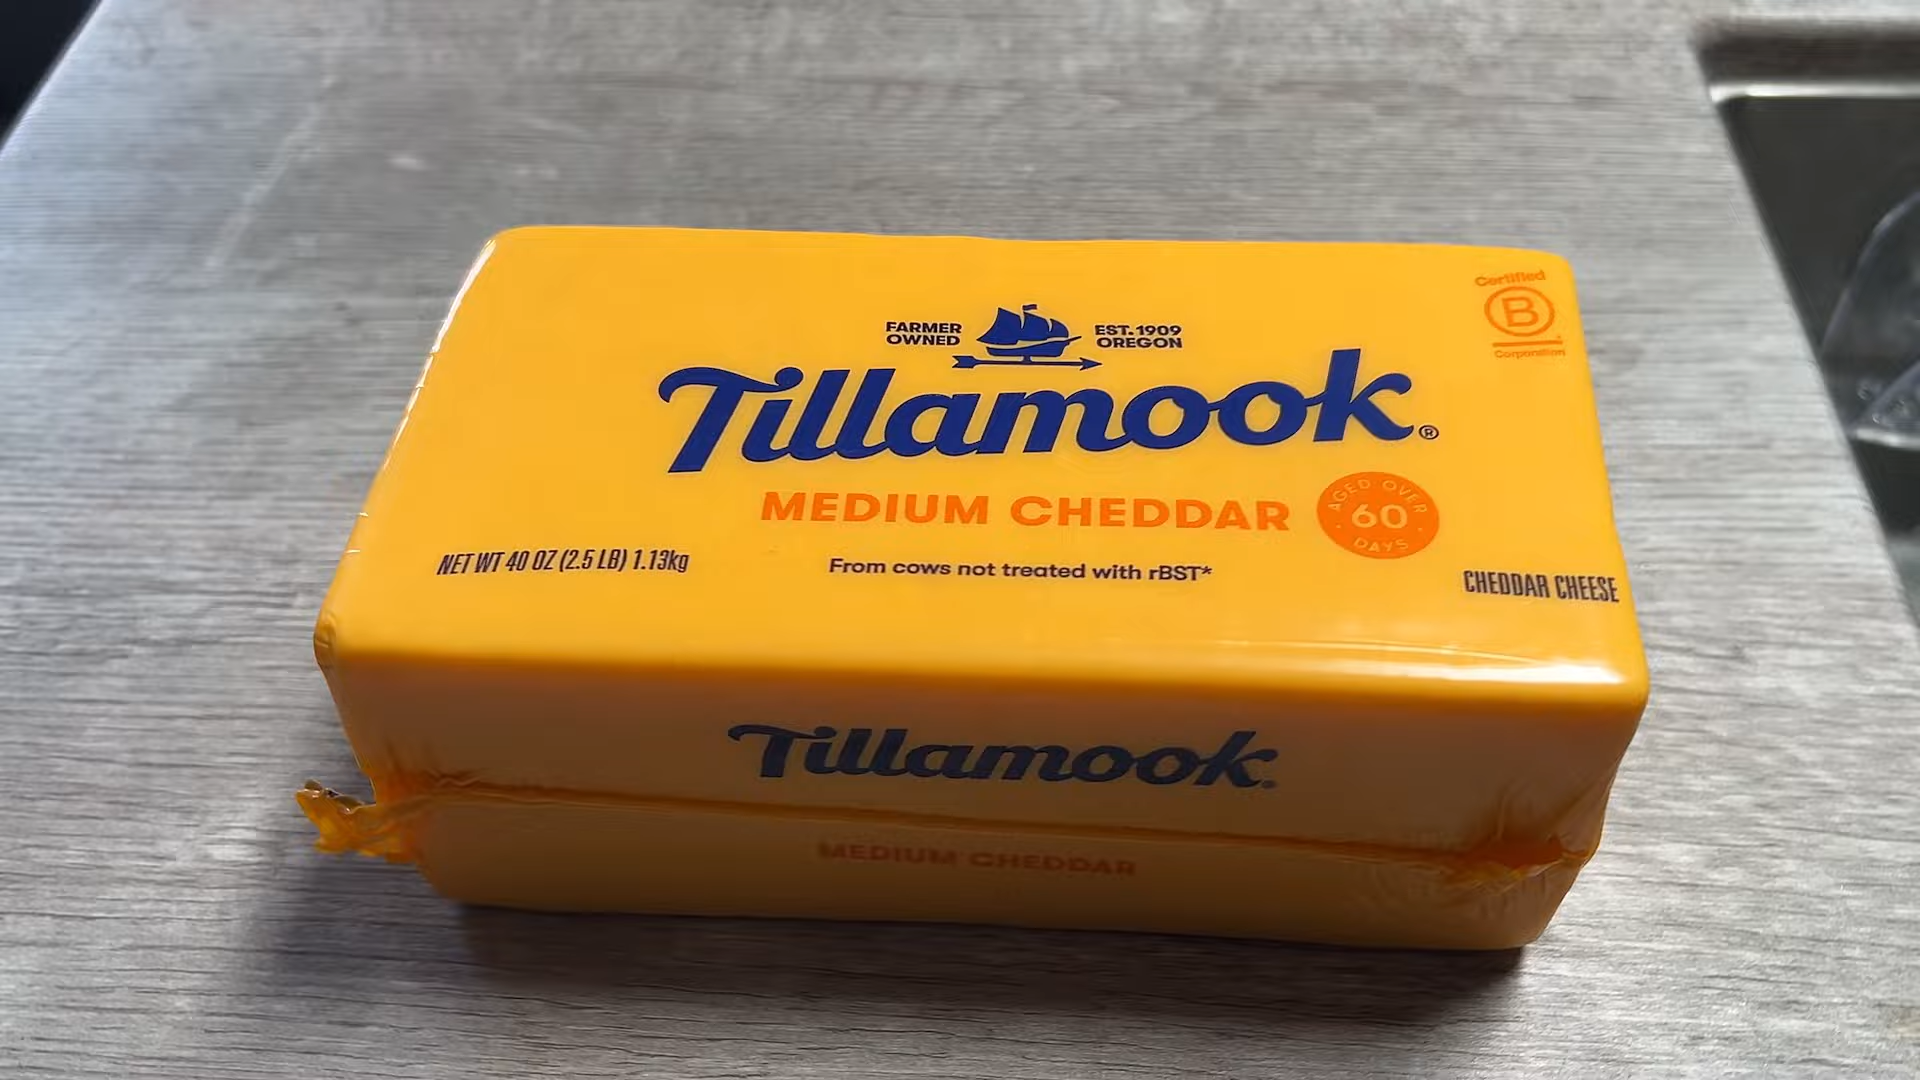 Certified
B
Corporation
FARMER OWNED
EST. 1909 OREGON
Tillamook®
MEDIUM CHEDDAR
AGED OVER
60
DAYS
NET WT 40 OZ (2.5 LB) 1.13kg
From cows not treated with rBST*
CHEDDAR CHEESE
Tillamook®
MEDIUM CHEDDAR